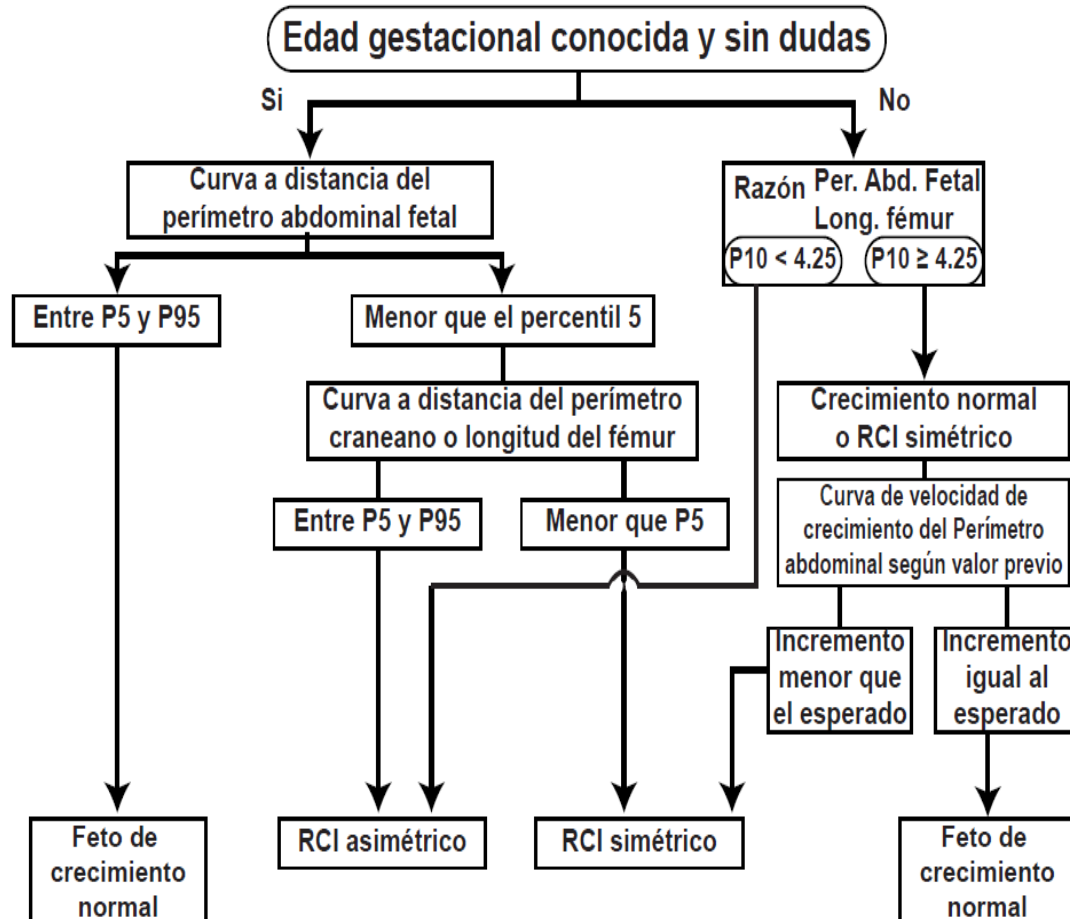 Edad gestacional conocida y sin dudas
Si
No
Curva a distancia del
perímetro abdominal fetal
Razón Per. Abd. Fetal
Long. fémur
P10 < 4.25
P10 ≥ 4.25
Entre P5 y P95
Menor que el percentil 5
Curva a distancia del perímetro
craneano o longitud del fémur
Crecimiento normal
o RCI simétrico
Entre P5 y P95
Menor que P5
Curva de velocidad de
crecimiento del Perímetro
abdominal según valor previo
Incremento
menor que
el esperado
Incremento
igual al
esperado
Feto de
crecimiento
normal
RCI asimétrico
RCI simétrico
Feto de
crecimiento
normal